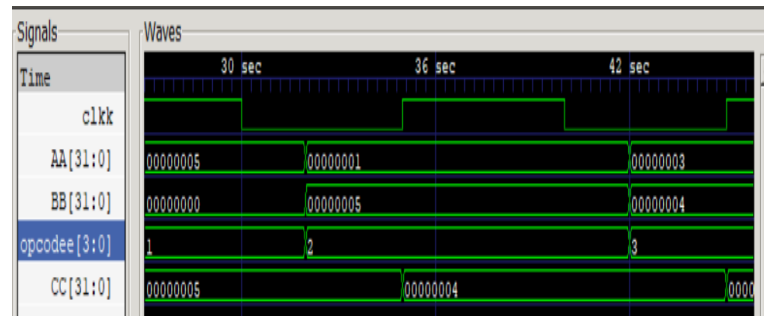 Signals
Waves
Time
30 sec
36 sec
42 sec
clkk
AA[31:0]
00000005
00000001
00000003
BB[31:0]
00000000
00000005
00000004
opcodee[3:0]
1
2
3
CC[31:0]
00000005
00000004
0000